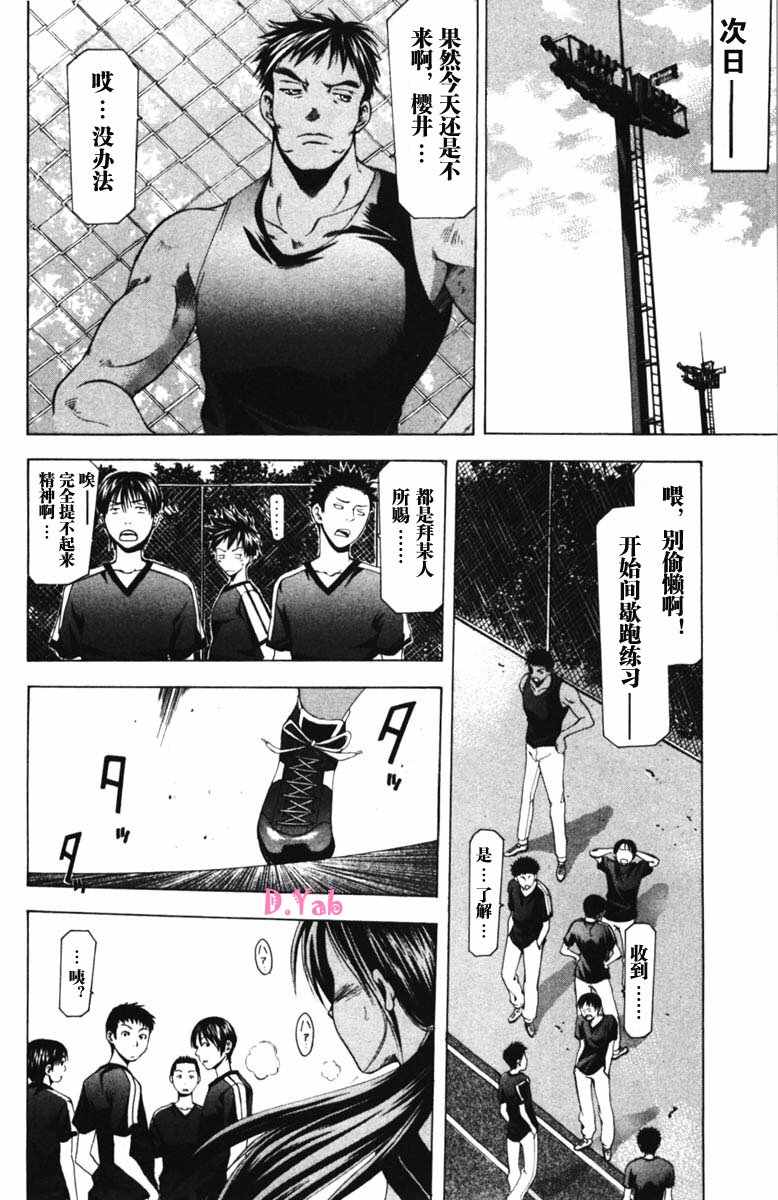 次日——
果然今天还是不
来啊，樱井…
哎…没办法
喂，别偷懒啊！
开始间歇跑练习——
是…了解…
收到……
都是拜某人
所赐……
……
唉——
完全提不起来
精神啊…
タッ
タッ
タッ
D.Yab
ハァ
ハァ
…咦？